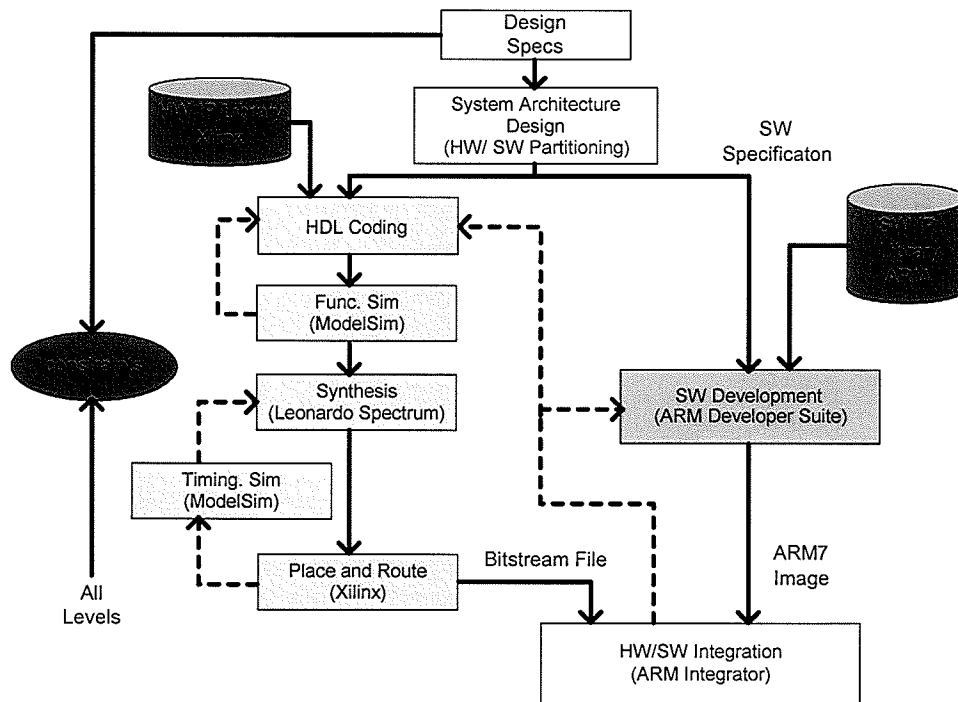 Design
Specs
System Architecture
Design
(HW/ SW Partitioning)
SW
Specificaton
Xilinx
HDL Coding
Func. Sim
(ModelSim)
Synthesis
(Leonardo Spectrum)
SW Development
(ARM Developer Suite)
Timing. Sim
(ModelSim)
Place and Route
(Xilinx)
Bitstream File
ARM7
Image
All
Levels
HW/SW Integration
(ARM Integrator)